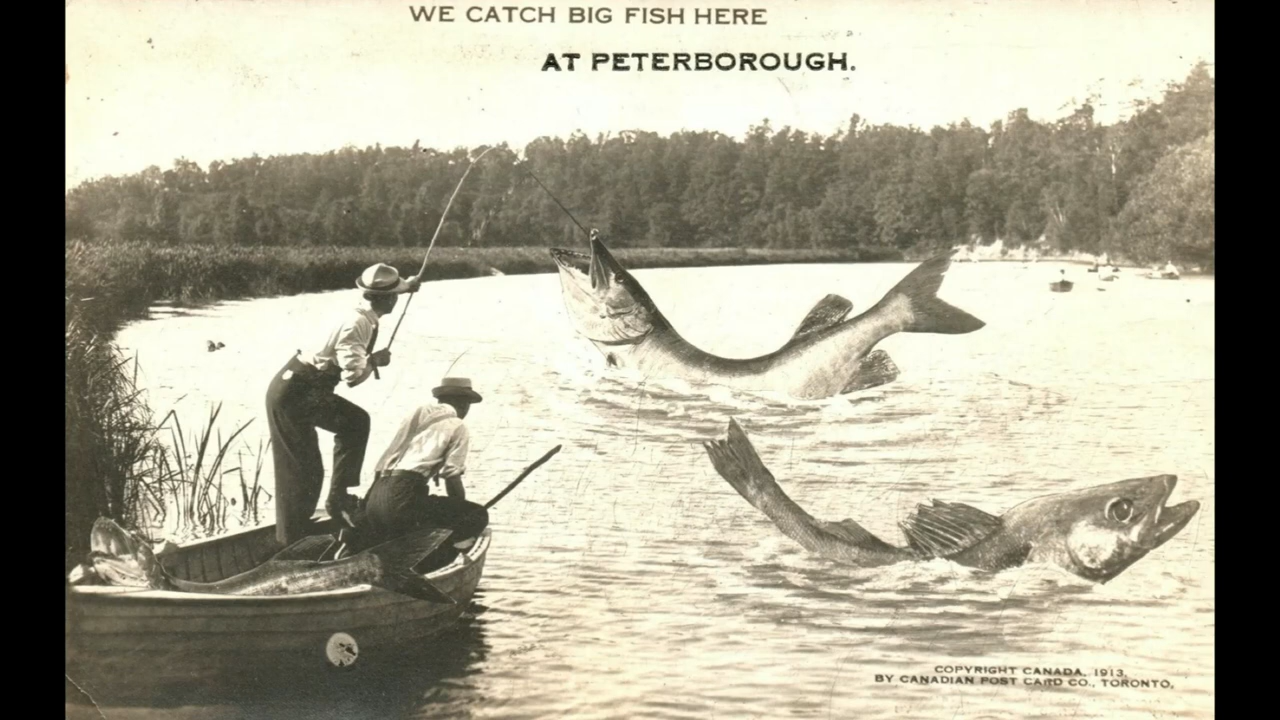 WE CATCH BIG FISH HERE
AT PETERBOROUGH.
COPYRIGHT CANADA, 1913,
BY CANADIAN POST CARD CO., TORONTO,